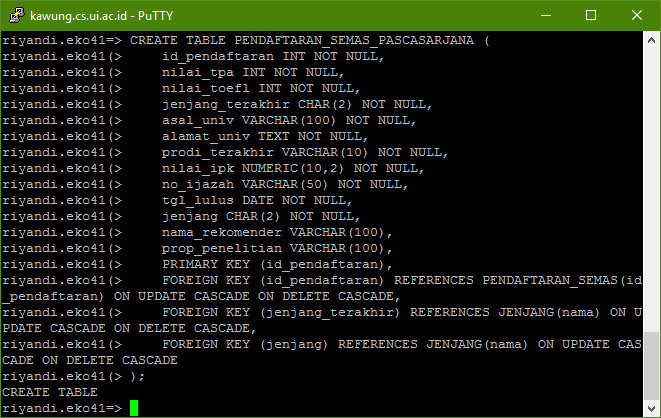 kawung.cs.ui.ac.id - PuTTY
riyandi.eko41=> CREATE TABLE PENDAFTARAN_SEMAS_PASCASARJANA (
riyandi.eko41(>     id_pendaftaran INT NOT NULL,
riyandi.eko41(>     nilai_tpa INT NOT NULL,
riyandi.eko41(>     nilai_toefl INT NOT NULL,
riyandi.eko41(>     jenjang_terakhir CHAR(2) NOT NULL,
riyandi.eko41(>     asal_univ VARCHAR(100) NOT NULL,
riyandi.eko41(>     alamat_univ TEXT NOT NULL,
riyandi.eko41(>     prodi_terakhir VARCHAR(10) NOT NULL,
riyandi.eko41(>     nilai_ipk NUMERIC(10,2) NOT NULL,
riyandi.eko41(>     no_ijazah VARCHAR(50) NOT NULL,
riyandi.eko41(>     tgl_lulus DATE NOT NULL,
riyandi.eko41(>     jenjang CHAR(2) NOT NULL,
riyandi.eko41(>     nama_rekomender VARCHAR(100),
riyandi.eko41(>     prop_penelitian VARCHAR(100),
riyandi.eko41(>     PRIMARY KEY (id_pendaftaran),
riyandi.eko41(>     FOREIGN KEY (id_pendaftaran) REFERENCES PENDAFTARAN_SEMAS(id
_pendaftaran) ON UPDATE CASCADE ON DELETE CASCADE,
riyandi.eko41(>     FOREIGN KEY (jenjang_terakhir) REFERENCES JENJANG(nama) ON U
PDATE CASCADE ON DELETE CASCADE,
riyandi.eko41(>     FOREIGN KEY (jenjang) REFERENCES JENJANG(nama) ON UPDATE CAS
CADE ON DELETE CASCADE
riyandi.eko41(> );
CREATE TABLE
riyandi.eko41=>